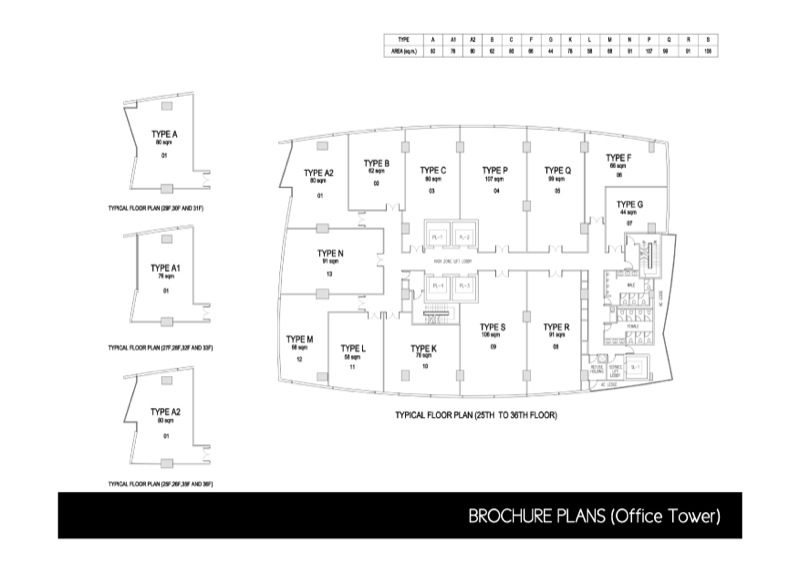 TYPE A A1 A2 B C F G K L M N P Q R S
AREA (sq m.) 80 76 80 62 80 66 44 76 58 68 91 107 99 91 106
TYPE A
80 sqm
01
TYPICAL FLOOR PLAN (29F,30F AND 31F)
TYPE A1
76 sqm
01
TYPICAL FLOOR PLAN (27F,28F,32F AND 33F)
TYPE A2
80 sqm
01
TYPICAL FLOOR PLAN (25F,26F,35F AND 36F)
TYPE A2
80 sqm
01
TYPE B
62 sqm
02
TYPE C
80 sqm
03
TYPE P
107 sqm
04
TYPE Q
99 sqm
05
TYPE F
66 sqm
06
TYPE G
44 sqm
07
PL-1
PL-2
HIGH ZONE LIFT LOBBY
PL-4
PL-3
TYPE N
91 sqm
13
TYPE M
68 sqm
12
TYPE L
58 sqm
11
TYPE K
76 sqm
10
TYPE S
106 sqm
09
TYPE R
91 sqm
08
MALE
FEMALE
AC LEDGE
REFUSE
HOLDING
SERVICE
LIFT
LOBBY
SL-1
AC LEDGE
TYPICAL FLOOR PLAN (25TH TO 36TH FLOOR)
BROCHURE PLANS (Office Tower)